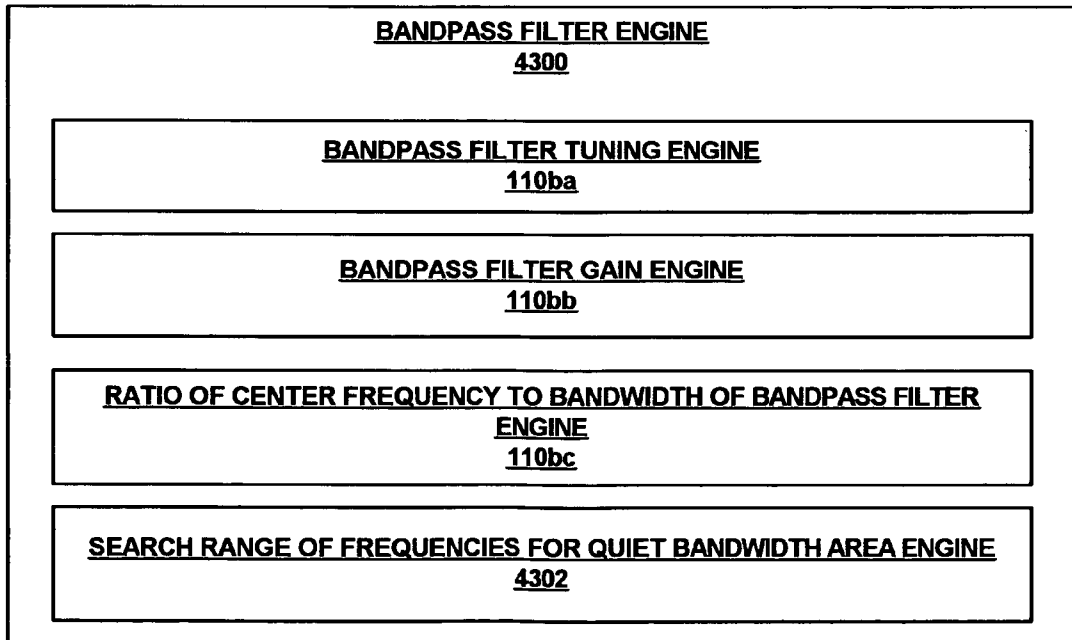 BANDPASS FILTER ENGINE
4300
BANDPASS FILTER TUNING ENGINE
110ba
BANDPASS FILTER GAIN ENGINE
110bb
RATIO OF CENTER FREQUENCY TO BANDWIDTH OF BANDPASS FILTER
ENGINE
110bc
SEARCH RANGE OF FREQUENCIES FOR QUIET BANDWIDTH AREA ENGINE
4302